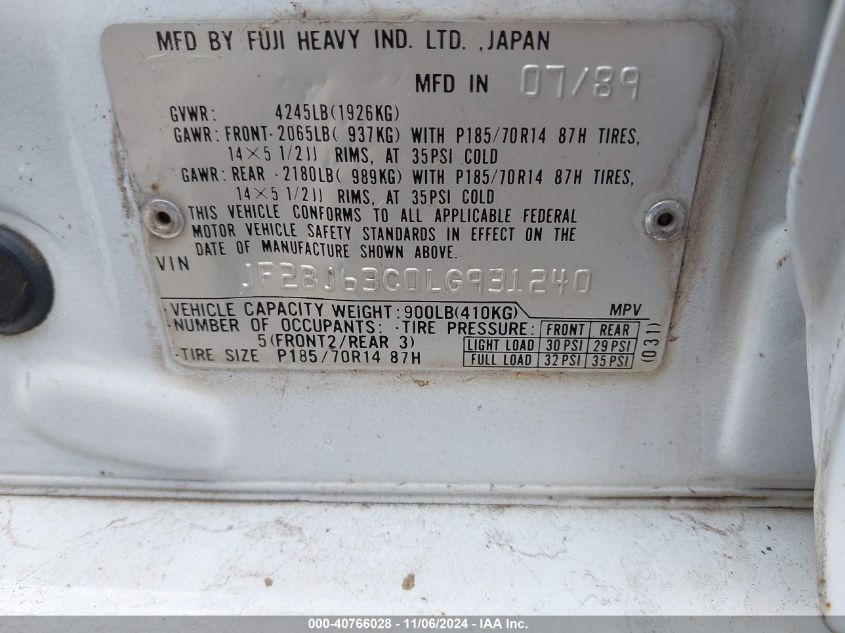 MFD BY FUJI HEAVY IND. LTD. ,JAPAN
MFD IN 07/89
GVWR: 4245LB(1926KG)
GAWR: FRONT-2065LB( 937KG) WITH P185/70R14 87H TIRES,
14×5 1/2JJ RIMS, AT 35PSI COLD
GAWR: REAR -2180LB( 989KG) WITH P185/70R14 87H TIRES,
14×5 1/2JJ RIMS, AT 35PSI COLD
THIS VEHICLE CONFORMS TO ALL APPLICABLE FEDERAL
MOTOR VEHICLE SAFETY STANDARDS IN EFFECT ON THE
DATE OF MANUFACTURE SHOWN ABOVE.
VIN JF2BJ63C0LG931240
·VEHICLE CAPACITY WEIGHT:900LB(410KG) MPV
·NUMBER OF OCCUPANTS: ·TIRE PRESSURE: FRONT REAR
5(FRONT2/REAR 3) LIGHT LOAD 30PSI 29PSI
·TIRE SIZE P185/70R14 87H FULL LOAD 32PSI 35PSI
(031)
000-40766028 - 11/06/2024 - IAA Inc.